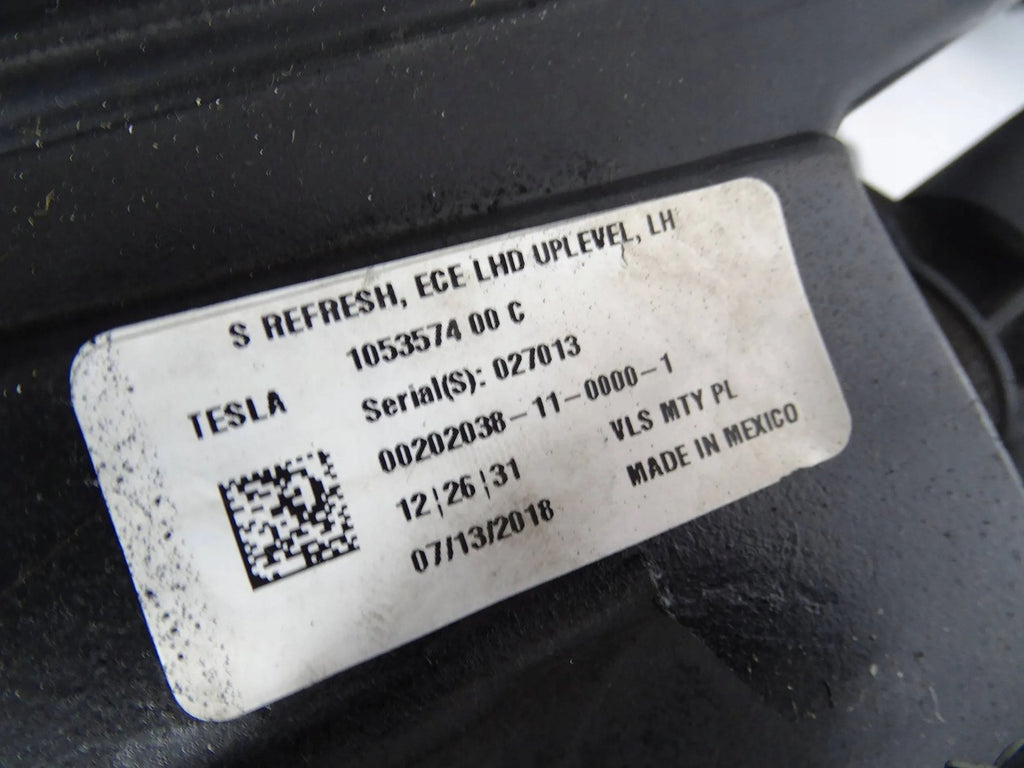 S REFRESH, ECE LHD UPLEVEL, LH
1053574 00 C
TESLA
Serial(S): 027013
00202038-11-0000-1
12|26|31
VLS MTY PL
07/13/2018
MADE IN MEXICO